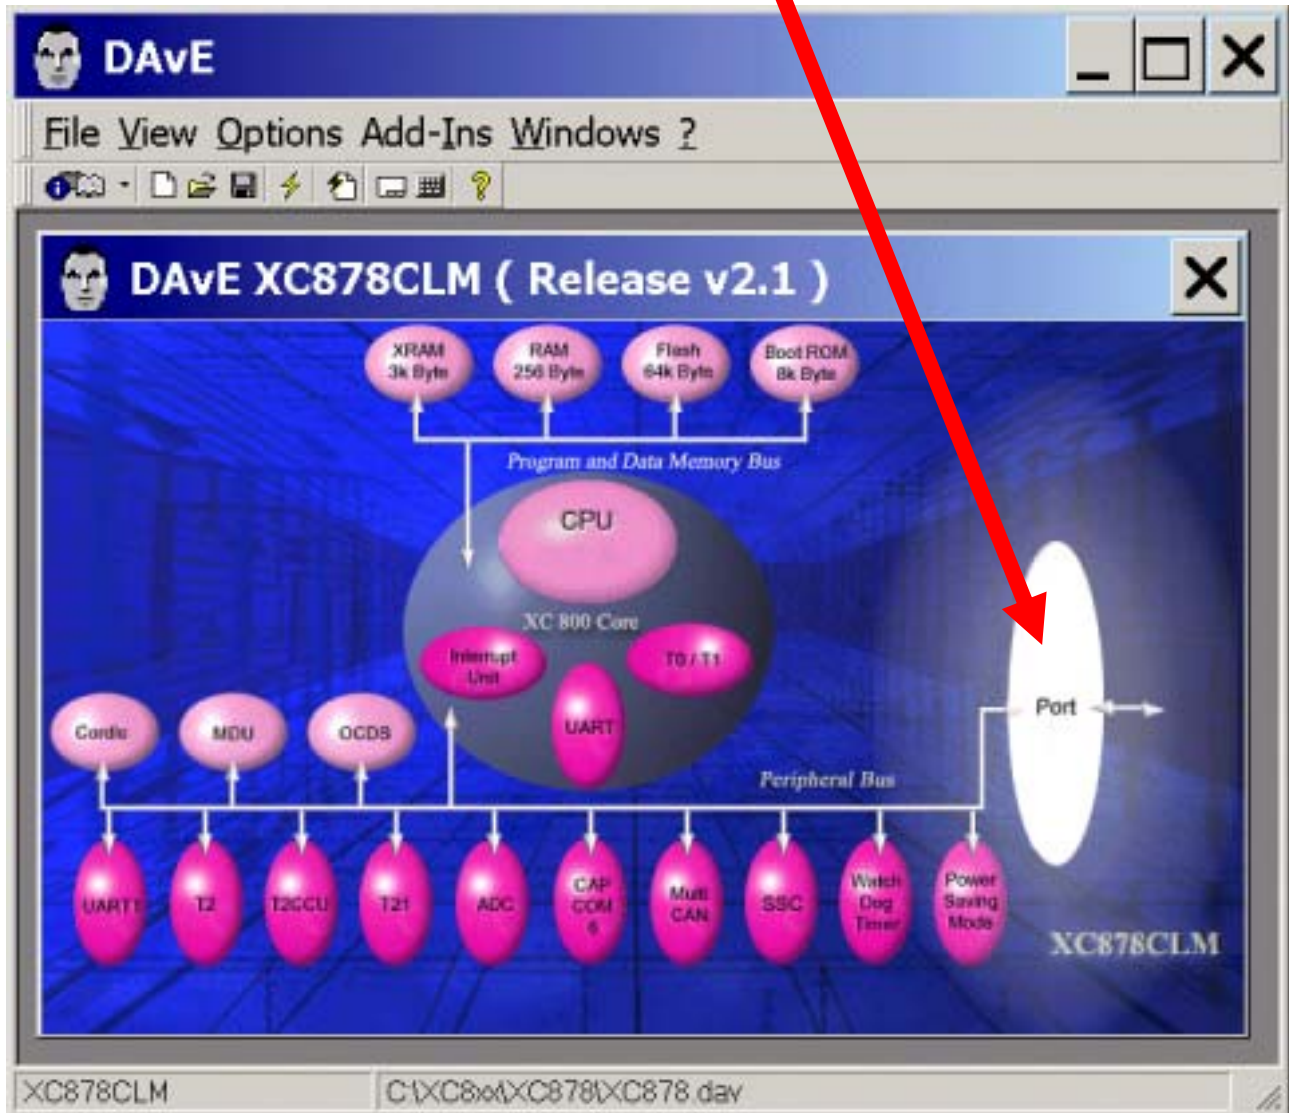 DAvE
File View Options Add-Ins Windows ?
DAvE XC878CLM ( Release v2.1 )
XRAM
3k Byte
RAM
256 Byte
Flash
64k Byte
Boot ROM
8k Byte
Program and Data Memory Bus
CPU
XC 800 Core
Interrupt
Unit
T0 / T1
UART
Cordic
MDU
OCDS
Port
Peripheral Bus
UART1
T2
T2CCU
T21
ADC
CAP
COM
6
Multi
CAN
SSC
Watch
Dog
Timer
Power
Saving
Mode
XC878CLM
XC878CLM
C:\XC8xx\XC878\XC878.dav